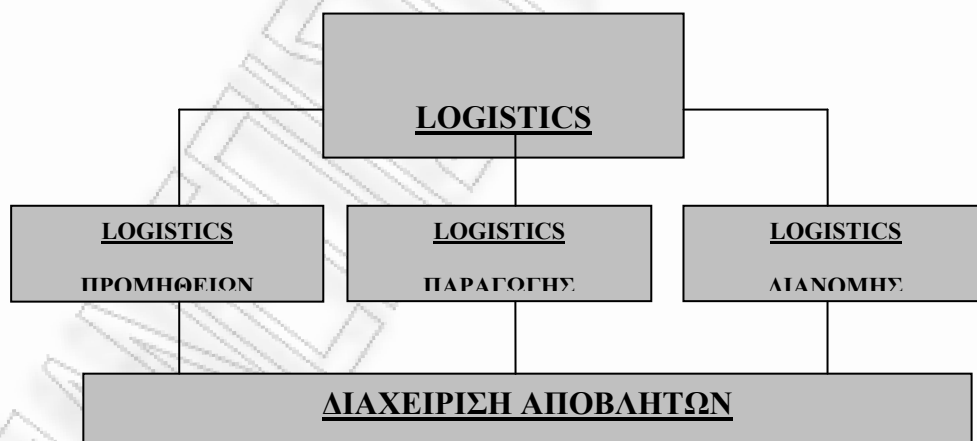 LOGISTICS
LOGISTICS
ΠΡΟΜΗΘΕΙΩΝ
LOGISTICS
ΠΑΡΑΓΩΓΗΣ
LOGISTICS
ΔΙΑΝΟΜΗΣ
ΔΙΑΧΕΙΡΙΣΗ ΑΠΟΒΛΗΤΩΝ